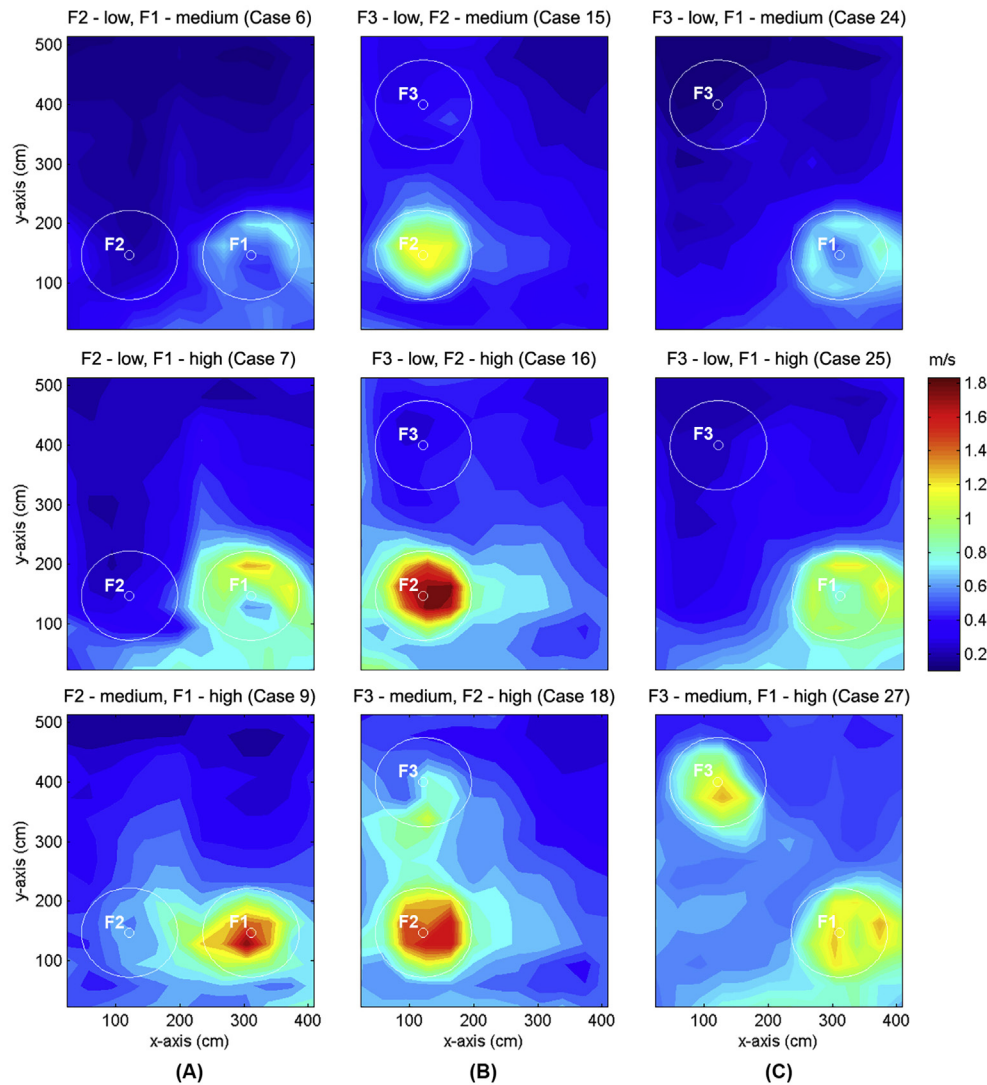 F2 - low, F1 - medium (Case 6)
F3 - low, F2 - medium (Case 15)
F3 - low, F1 - medium (Case 24)
500
400
300
200
100
y-axis (cm)
F2
F1
F3
F2
F3
F1
F2 - low, F1 - high (Case 7)
F3 - low, F2 - high (Case 16)
F3 - low, F1 - high (Case 25)
500
400
300
200
100
y-axis (cm)
F2
F1
F3
F2
F3
F1
m/s
1.8
1.6
1.4
1.2
1
0.8
0.6
0.4
0.2
F2 - medium, F1 - high (Case 9)
F3 - medium, F2 - high (Case 18)
F3 - medium, F1 - high (Case 27)
500
400
300
200
100
y-axis (cm)
F2
F1
F3
F2
F3
F1
100 200 300 400
100 200 300 400
100 200 300 400
x-axis (cm)
x-axis (cm)
x-axis (cm)
(A)
(B)
(C)